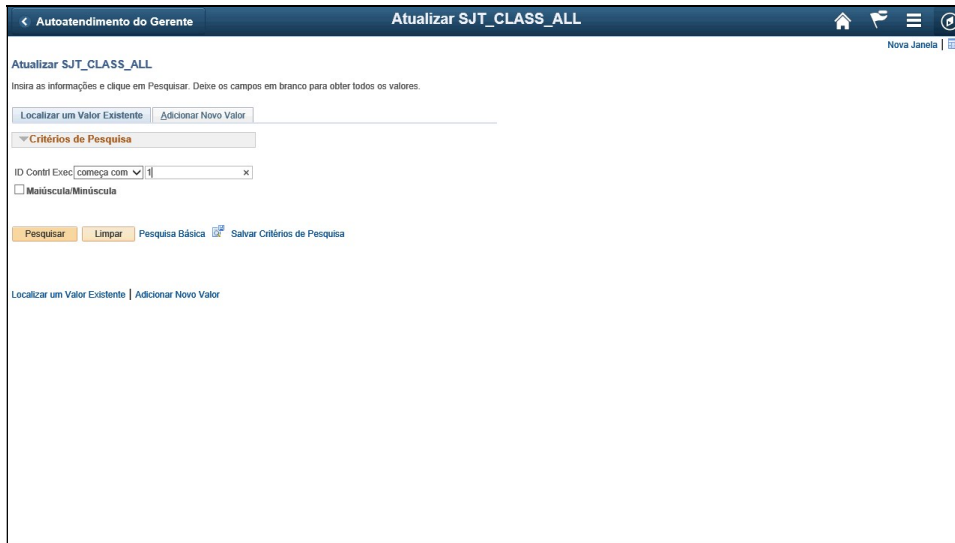 Autoatendimento do Gerente
Atualizar SJT_CLASS_ALL
Nova Janela
Atualizar SJT_CLASS_ALL
Insira as informações e clique em Pesquisar. Deixe os campos em branco para obter todos os valores.
Localizar um Valor Existente Adicionar Novo Valor
Critérios de Pesquisa
ID Contrl Exec começa com 1
Maiúscula/Minúscula
Pesquisar Limpar Pesquisa Básica Salvar Critérios de Pesquisa
Localizar um Valor Existente | Adicionar Novo Valor